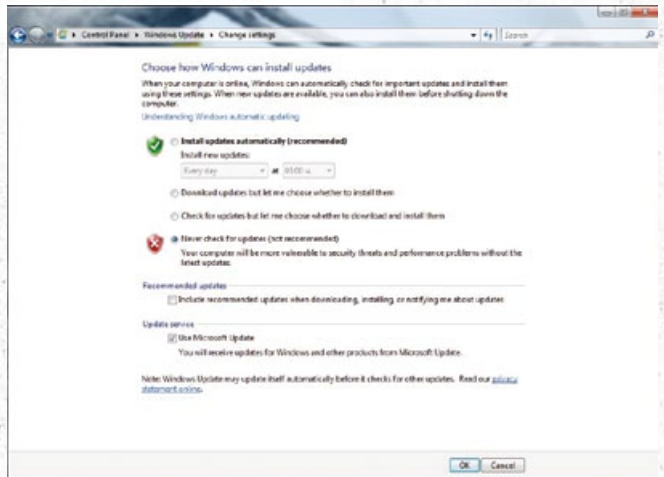 Control Panel ▸ Windows Update ▸ Change settings
Search
Choose how Windows can install updates
When your computer is online, Windows can automatically check for important updates and install them
using these settings. When new updates are available, you can also install them before shutting down the
computer.
Understanding Windows automatic updating
Install updates automatically (recommended)
Install new updates:
Every day at
Download updates but let me choose whether to install them
Check for updates but let me choose whether to download and install them
Never check for updates (not recommended)
Your computer will be more vulnerable to security threats and performance problems without the
latest updates.
Recommended updates
Include recommended updates when downloading, installing, or notifying me about updates
Update service
Use Microsoft Update
You will receive updates for Windows and other products from Microsoft Update.
Note: Windows Update may update itself automatically before it checks for other updates. Read our privacy
statement online.
OK Cancel